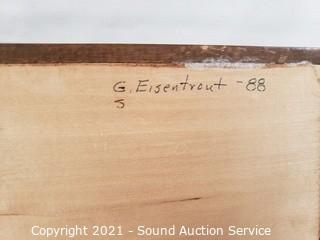 G. Eisentrout - 88
S
Copyright 2021 - Sound Auction Service